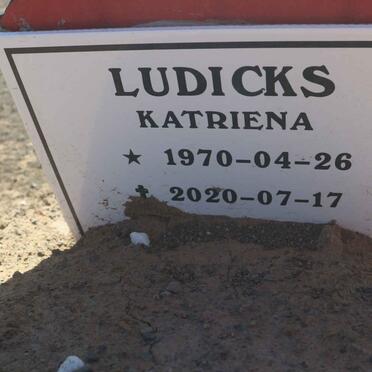 LUDICKS
KATRIENA
★ 1970-04-26
✝ 2020-07-17